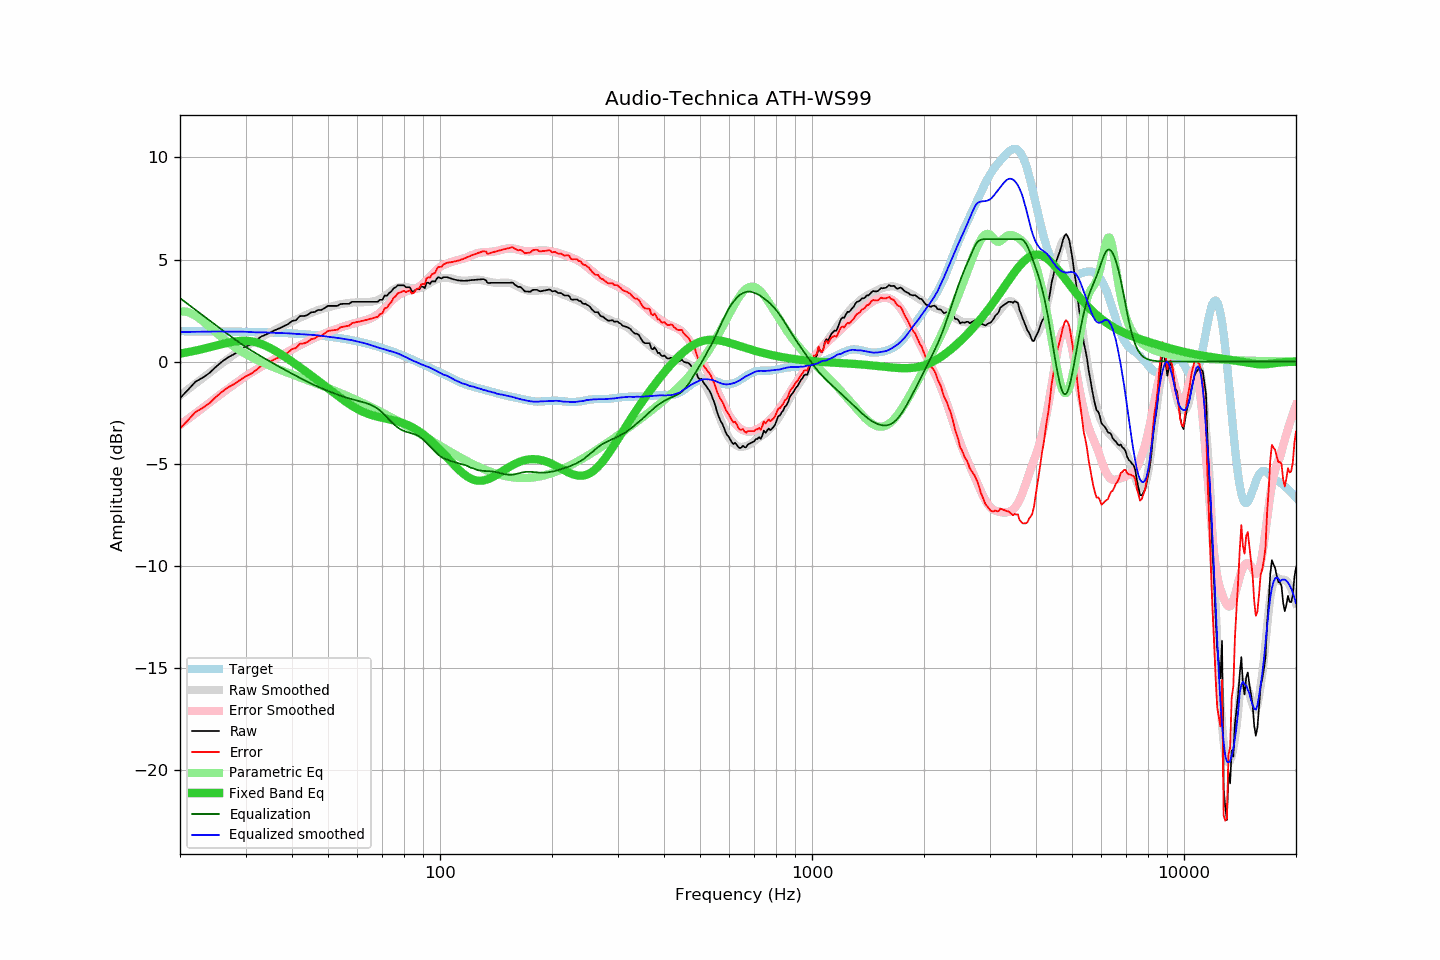 Audio-Technica ATH-WS99
10
5
0
−5
−10
−15
−20
Amplitude (dBr)
Target
Raw Smoothed
Error Smoothed
Raw
Error
Parametric Eq
Fixed Band Eq
Equalization
Equalized smoothed
100
1000
10000
Frequency (Hz)